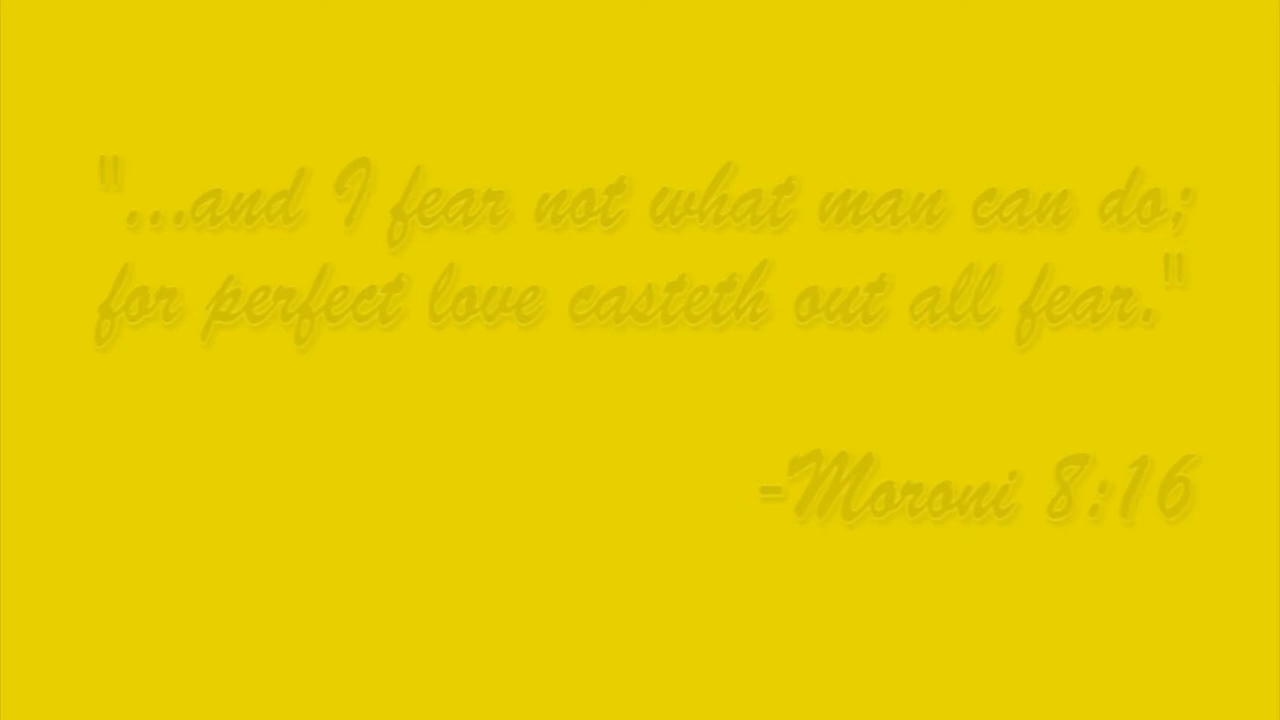 "...and I fear not what man can do;
for perfect love casteth out all fear."
-Moroni 8:16